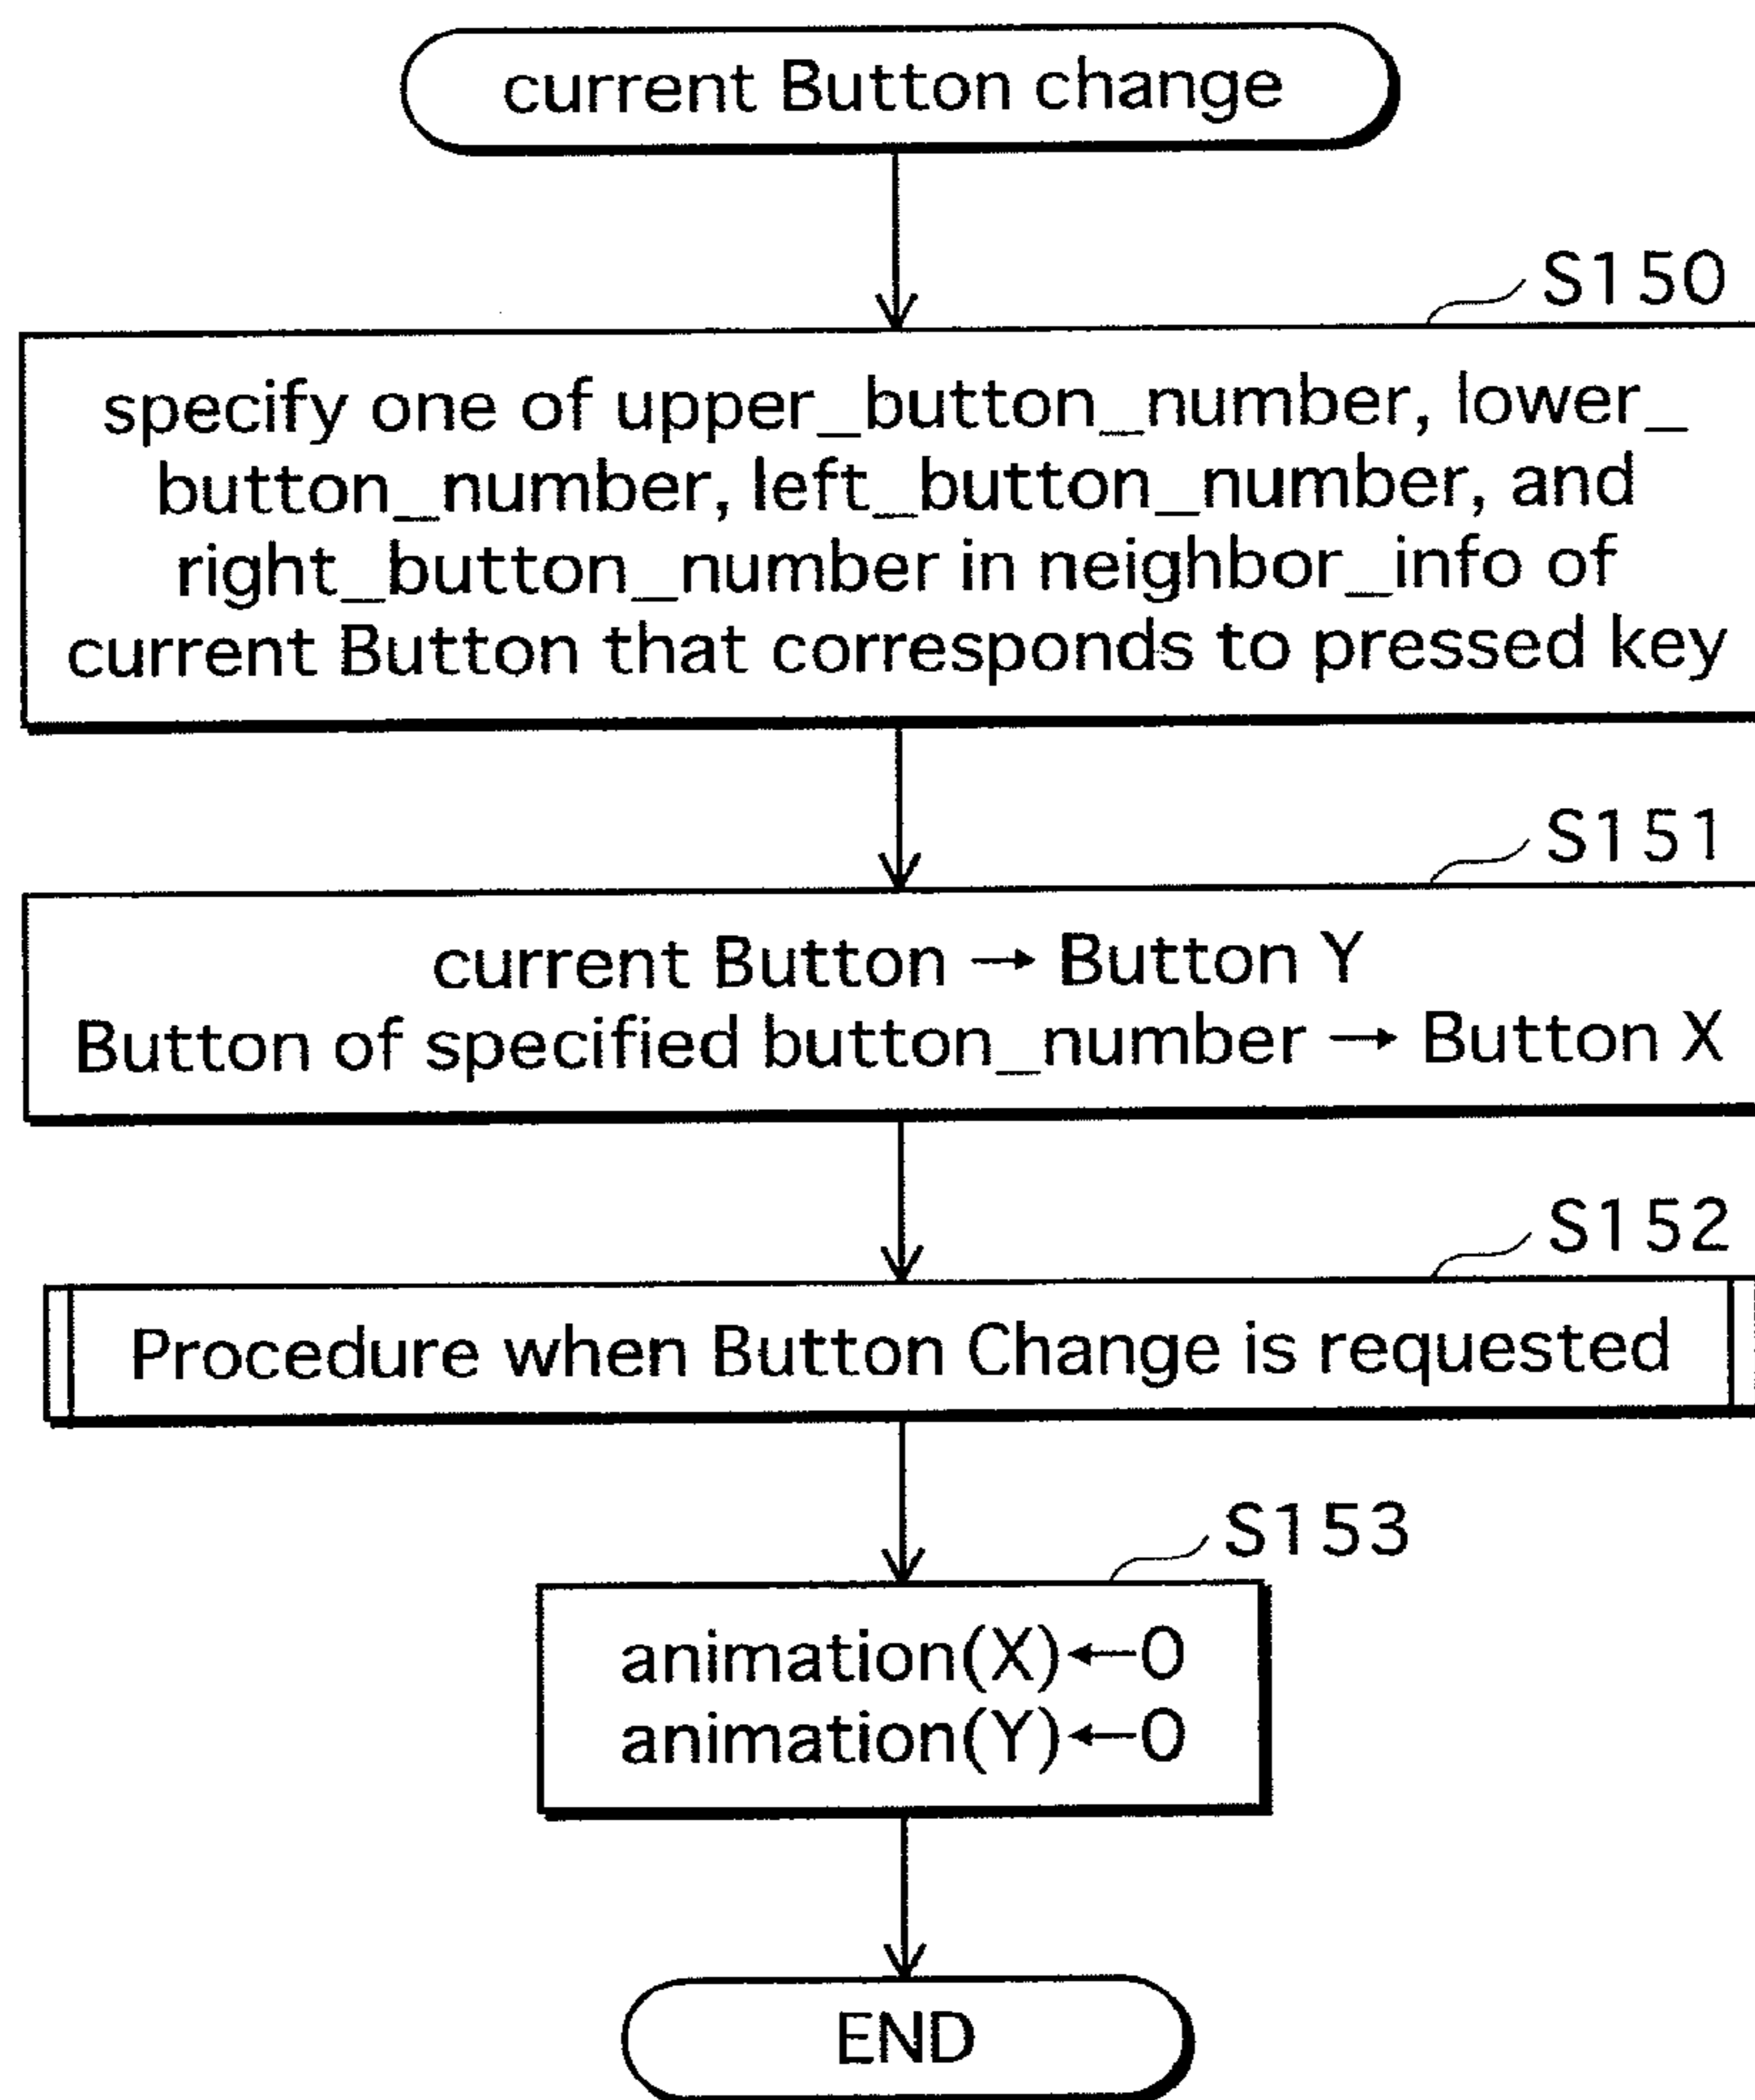 current Button change
S150
specify one of upper_button_number, lower_
button_number, left_button_number, and
right_button_number in neighbor_info of
current Button that corresponds to pressed key
S151
current Button → Button Y
Button of specified button_number → Button X
S152
Procedure when Button Change is requested
S153
animation(X)←0
animation(Y)←0
END